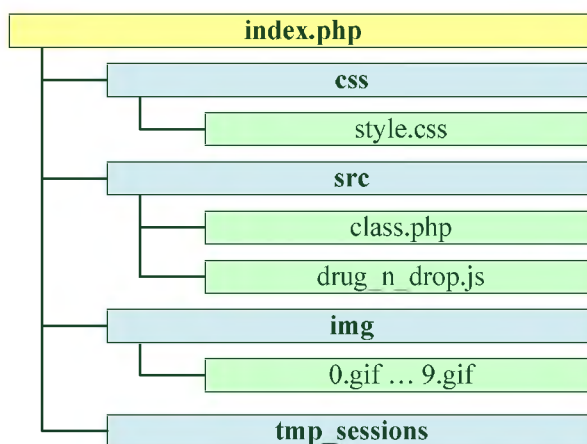 index.php
css
style.css
src
class.php
drug_n_drop.js
img
0.gif ... 9.gif
tmp_sessions